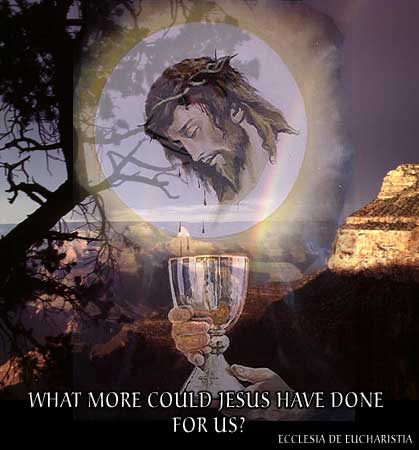 WHAT MORE COULD JESUS HAVE DONE
FOR US?
ECCLESIA DE EUCHARISTIA